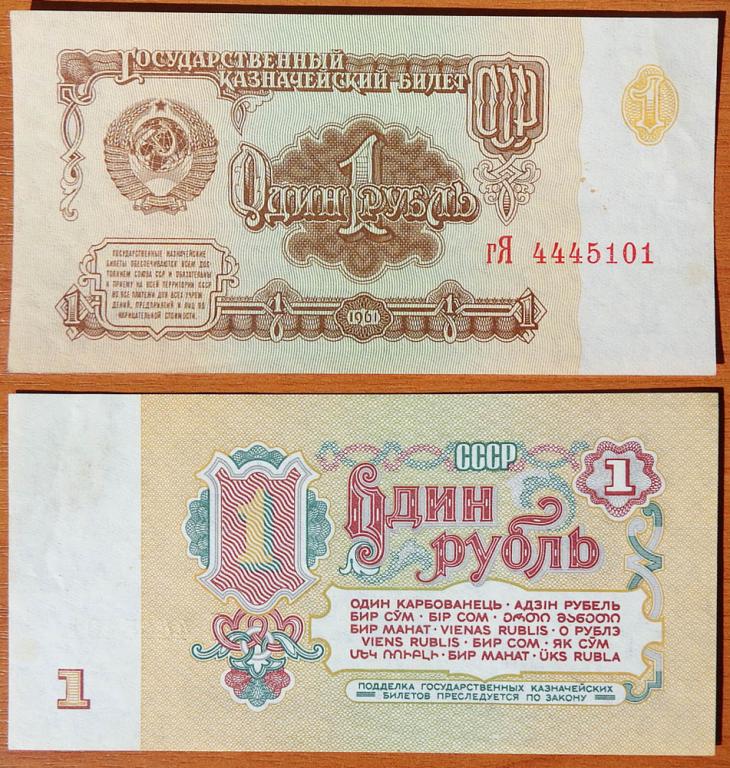 ГОСУДАРСТВЕННЫЙ
КАЗНАЧЕЙСКИЙ БИЛЕТ
СССР
1
1
ОДИН РУБЛЬ
гЯ 4445101
ГОСУДАРСТВЕННЫЕ КАЗНАЧЕЙСКИЕ
БИЛЕТЫ ОБЕСПЕЧИВАЮТСЯ ВСЕМ ДОС-
ТОЯНИЕМ СОЮЗА ССР И ОБЯЗАТЕЛЬНЫ
К ПРИЕМУ НА ВСЕЙ ТЕРРИТОРИИ СССР
ВО ВСЕ ПЛАТЕЖИ ДЛЯ ВСЕХ УЧРЕЖ-
ДЕНИЙ, ПРЕДПРИЯТИЙ И ЛИЦ ПО
НАРИЦАТЕЛЬНОЙ СТОИМОСТИ.
1 1 1961 1 1
СССР
1
1
ОДИН
РУБЛЬ
ОДИН КАРБОВАНЕЦЬ · АДЗІН РУБЕЛЬ
БИР СЎМ · БІР СОМ · ᲔᲠᲗᲘ ᲛᲐᲜᲔᲗᲘ
БИР МАНАТ · VIENAS RUBLIS · О РУБЛЭ
VIENS RUBLIS · БИР СОМ · ЯК СЎМ
ՄԵԿ ՌՈՒԲԼԻ · БИР МАНАТ · ÜKS RUBLA
1
ПОДДЕЛКА ГОСУДАРСТВЕННЫХ КАЗНАЧЕЙСКИХ
БИЛЕТОВ ПРЕСЛЕДУЕТСЯ ПО ЗАКОНУ